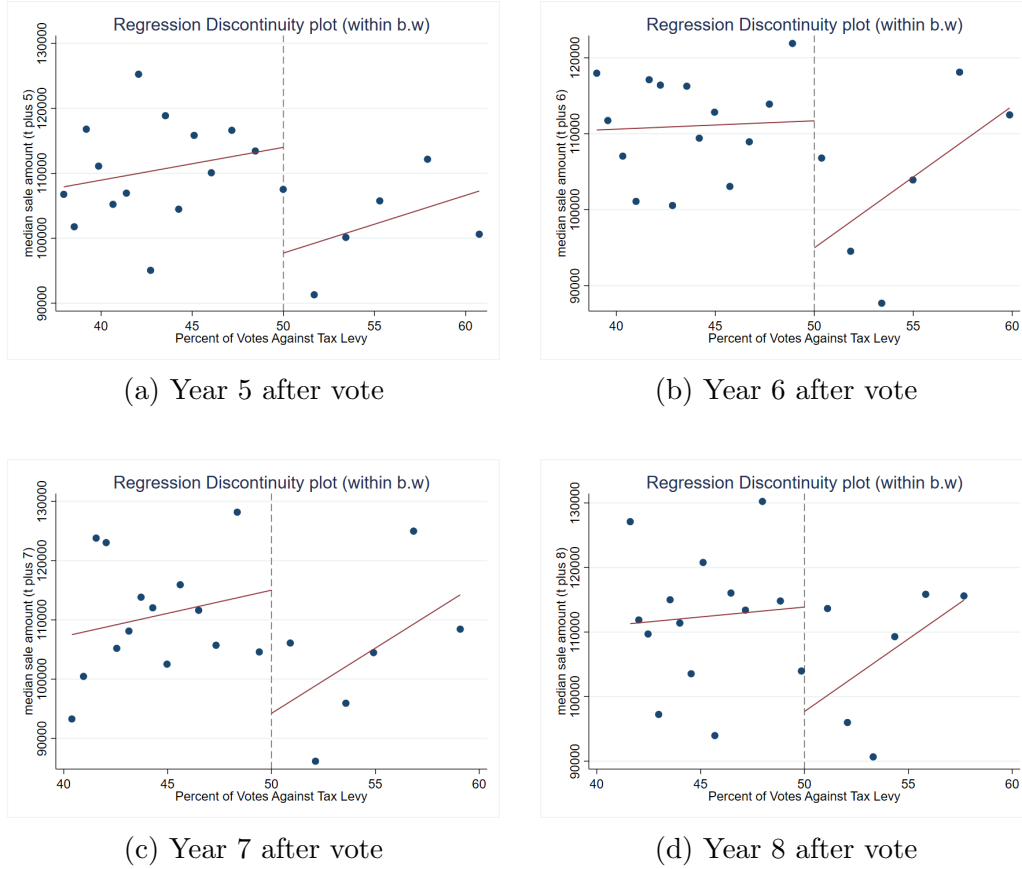 Regression Discontinuity plot (within b.w)
median sale amount (t plus 5)
130000
120000
110000
100000
90000
40 45 50 55 60
Percent of Votes Against Tax Levy
(a) Year 5 after vote
Regression Discontinuity plot (within b.w)
median sale amount (t plus 6)
120000
110000
100000
90000
40 45 50 55 60
Percent of Votes Against Tax Levy
(b) Year 6 after vote
Regression Discontinuity plot (within b.w)
median sale amount (t plus 7)
130000
120000
110000
100000
90000
40 45 50 55 60
Percent of Votes Against Tax Levy
(c) Year 7 after vote
Regression Discontinuity plot (within b.w)
median sale amount (t plus 8)
130000
120000
110000
100000
90000
40 45 50 55 60
Percent of Votes Against Tax Levy
(d) Year 8 after vote